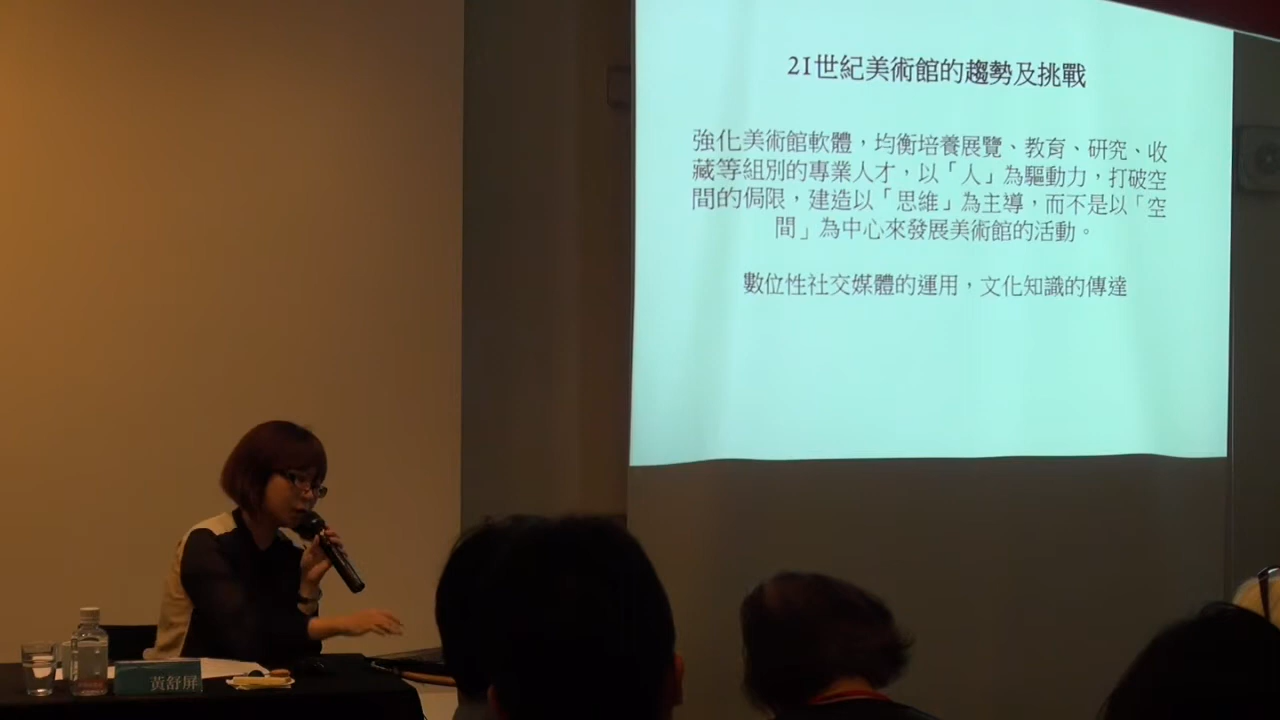 21世紀美術館的趨勢及挑戰
強化美術館軟體，均衡培養展覽、教育、研究、收
藏等組別的專業人才，以「人」為驅動力，打破空
間的侷限，建造以「思維」為主導，而不是以「空
間」為中心來發展美術館的活動。
數位性社交媒體的運用，文化知識的傳達
黃舒屏